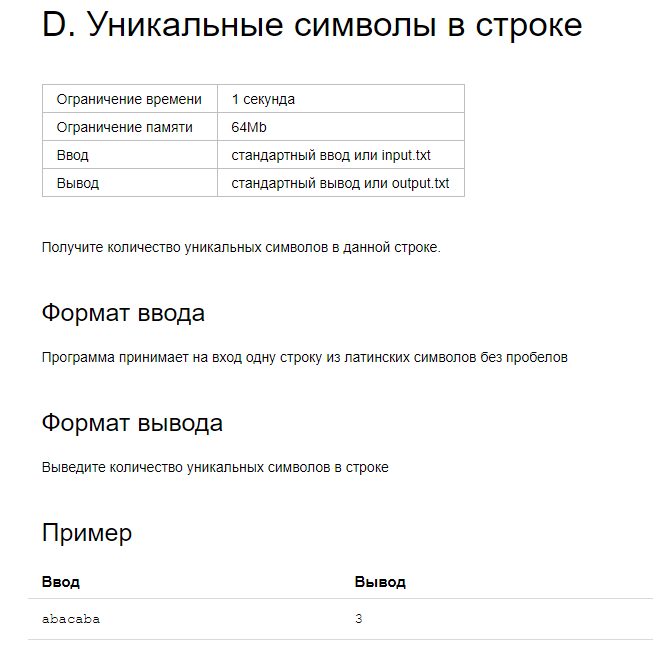 D. Уникальные символы в строке
Ограничение времени 1 секунда
Ограничение памяти 64Mb
Ввод стандартный ввод или input.txt
Вывод стандартный вывод или output.txt
Получите количество уникальных символов в данной строке.
Формат ввода
Программа принимает на вход одну строку из латинских символов без пробелов
Формат вывода
Выведите количество уникальных символов в строке
Пример
Ввод Вывод
abacaba 3